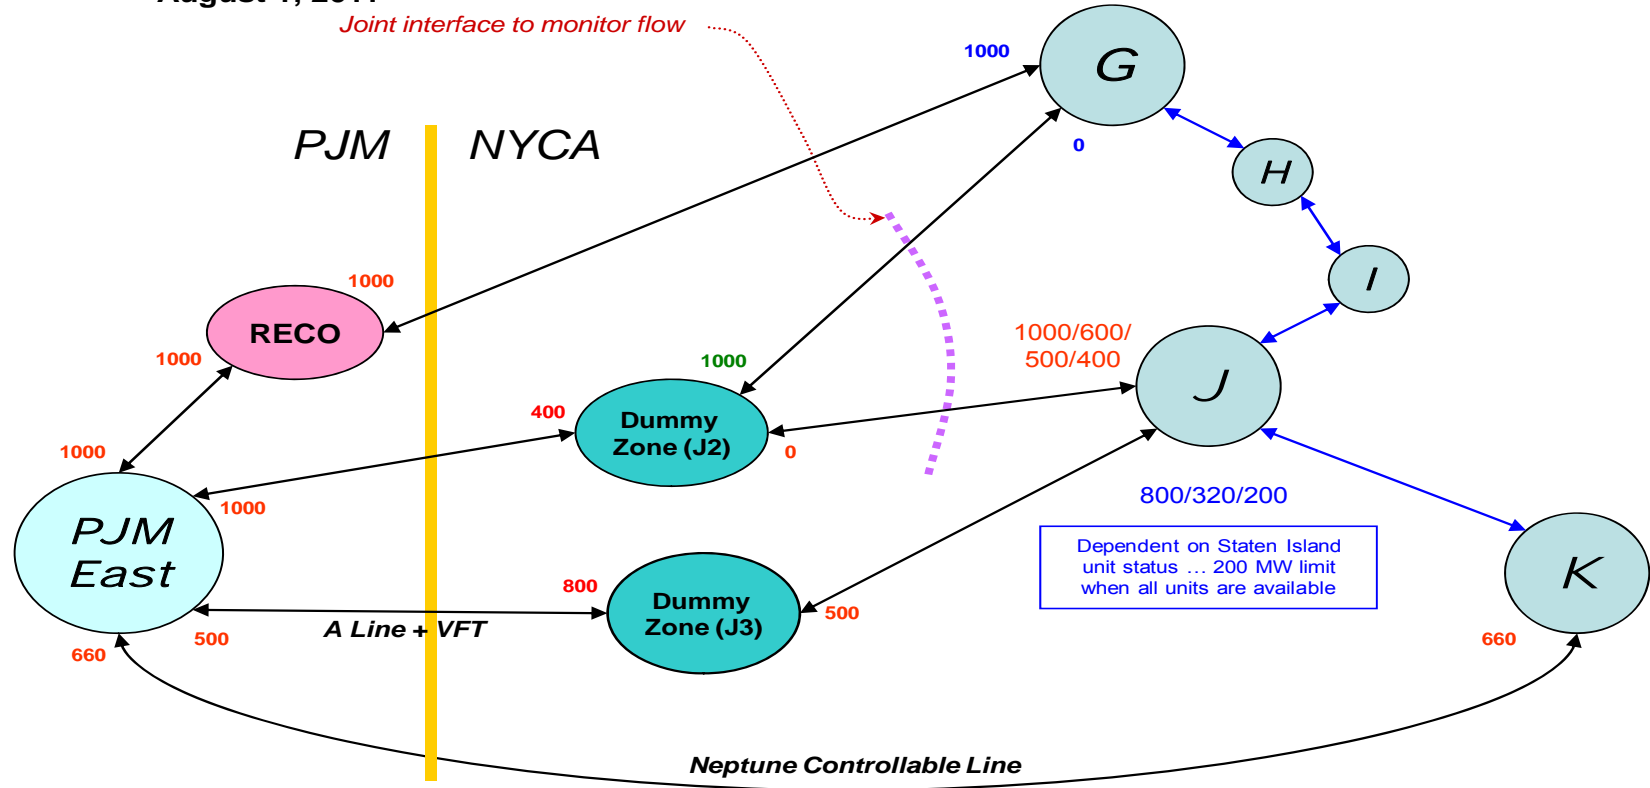 Joint interface to monitor flow
1000
G
PJM
NYCA
0
H
1000
I
RECO
1000
1000/600/
500/400
1000
J
400
Dummy
Zone (J2)
0
1000
1000
800/320/200
PJM
East
Dependent on Staten Island
unit status ... 200 MW limit
when all units are available
K
800
Dummy
Zone (J3)
500
A Line + VFT
500
660
660
Neptune Controllable Line